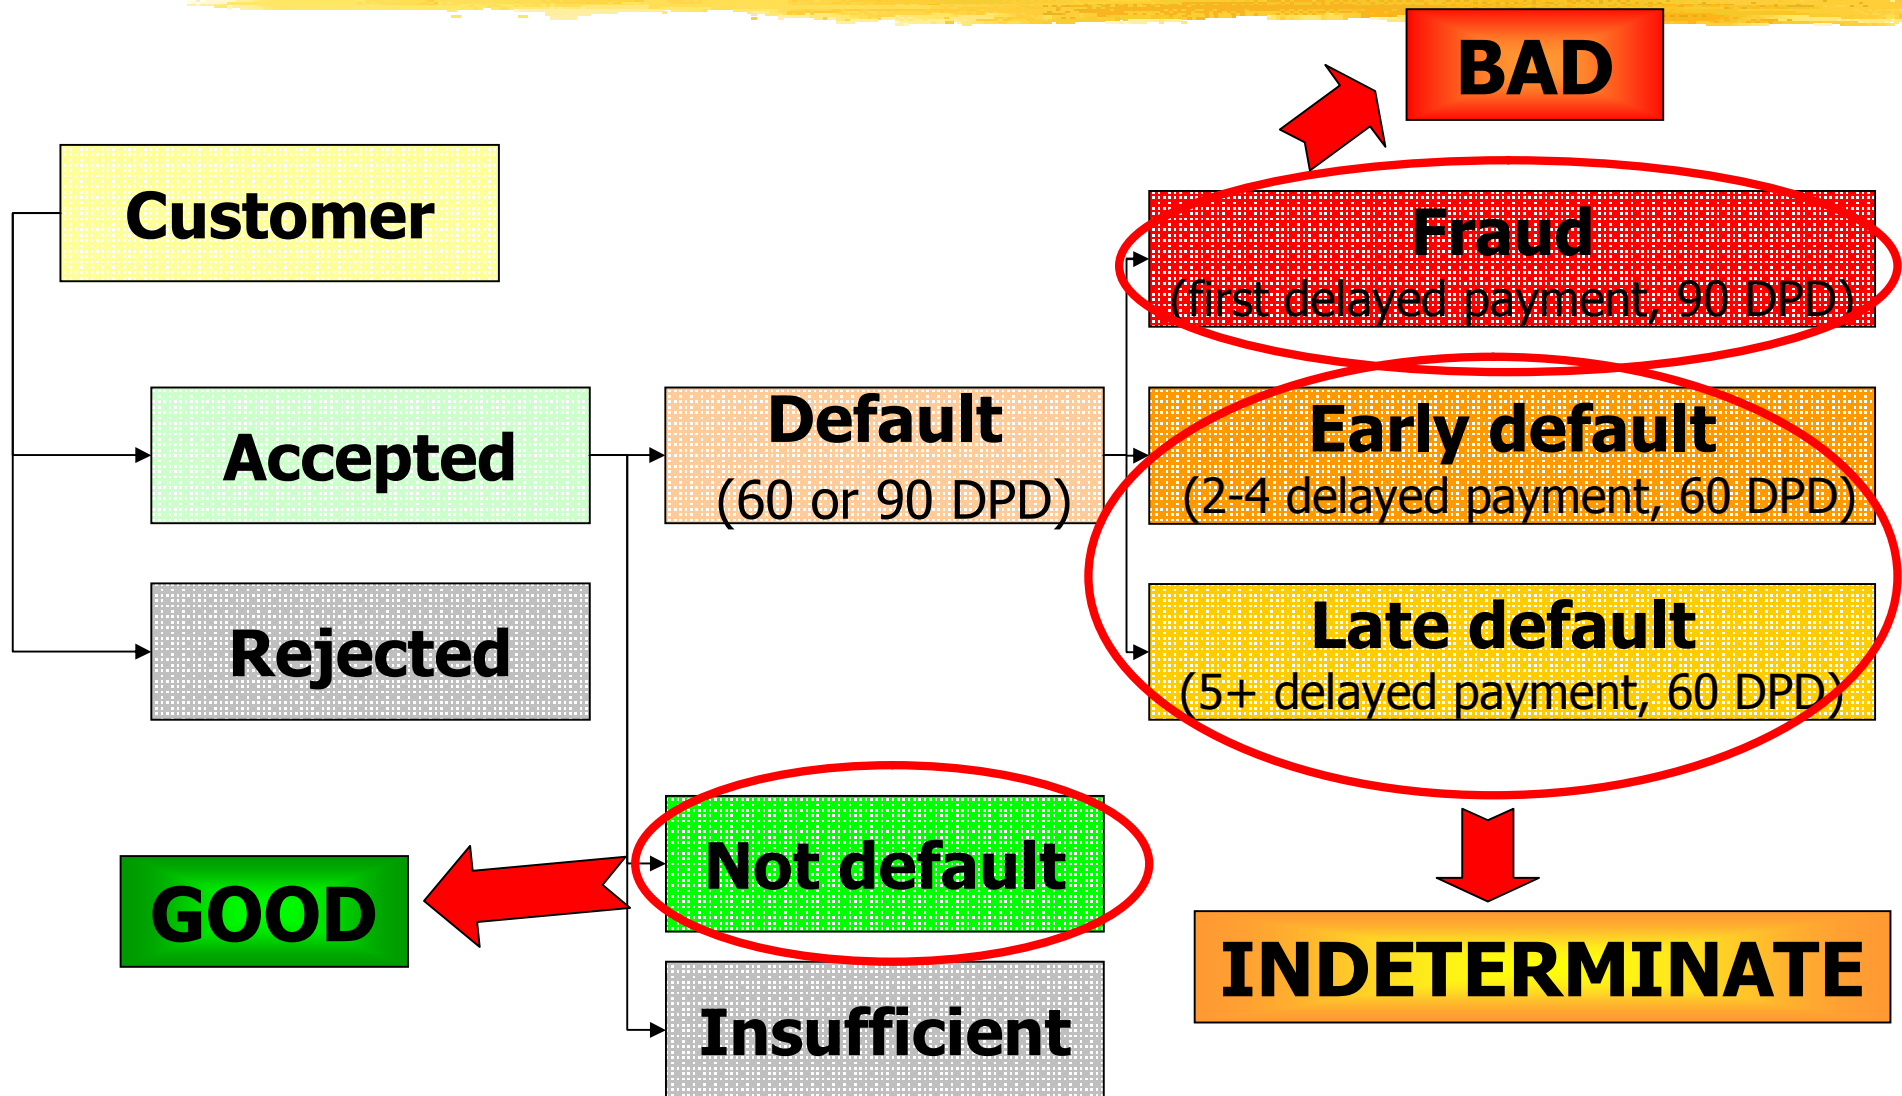 BAD
Customer
Fraud
(first delayed payment, 90 DPD)
Accepted
Default
(60 or 90 DPD)
Early default
(2-4 delayed payment, 60 DPD)
Rejected
Late default
(5+ delayed payment, 60 DPD)
GOOD
Not default
INDETERMINATE
Insufficient